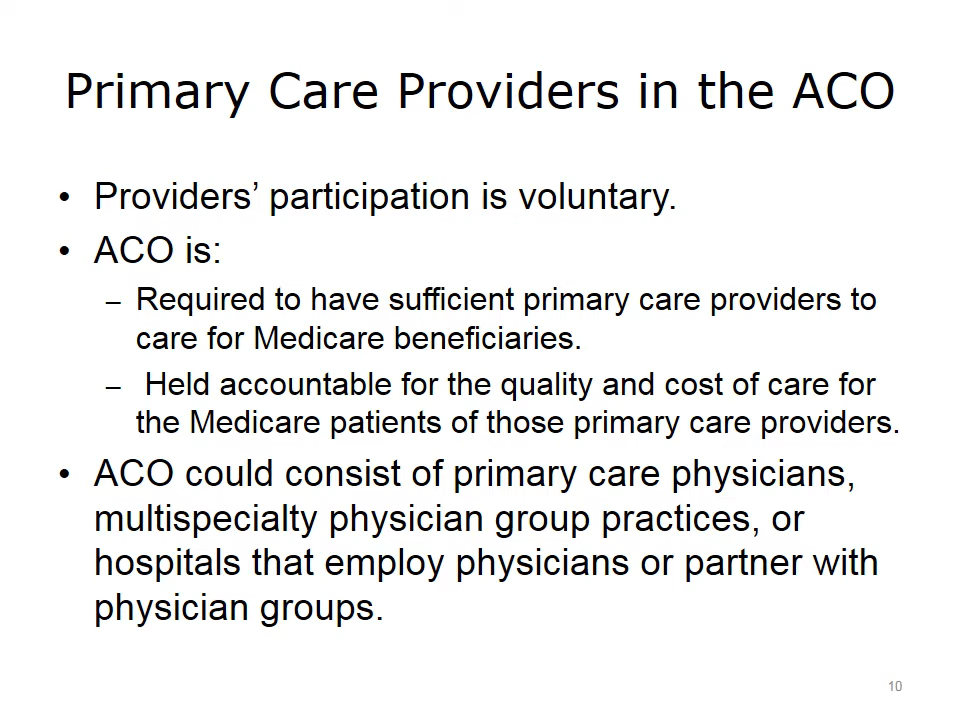 Primary Care Providers in the ACO
• Providers’ participation is voluntary.
• ACO is:
– Required to have sufficient primary care providers to
care for Medicare beneficiaries.
– Held accountable for the quality and cost of care for
the Medicare patients of those primary care providers.
• ACO could consist of primary care physicians,
multispecialty physician group practices, or
hospitals that employ physicians or partner with
physician groups.
10